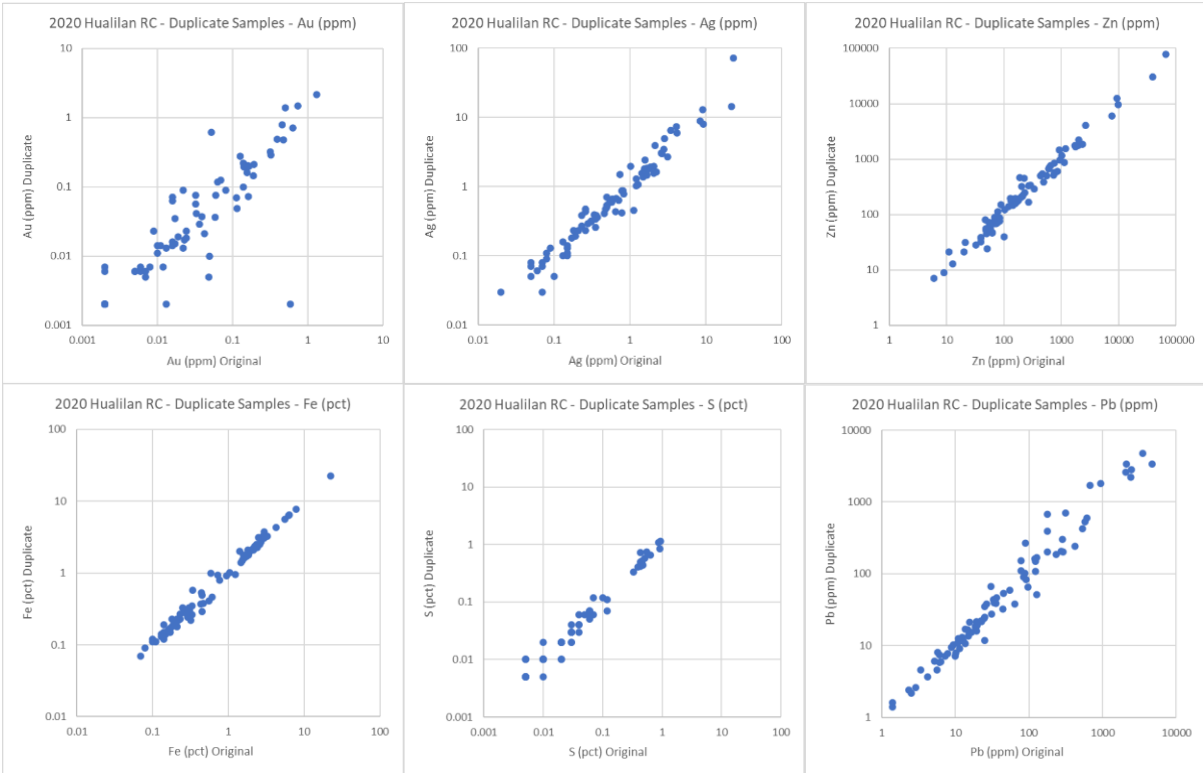 2020 Hualilan RC - Duplicate Samples - Au (ppm)
10
1
0.1
0.01
0.001
Au (ppm) Duplicate
0.001 0.01 0.1 1 10
Au (ppm) Original
2020 Hualilan RC - Duplicate Samples - Ag (ppm)
100
10
1
0.1
0.01
Ag (ppm) Duplicate
0.01 0.1 1 10 100
Ag (ppm) Original
2020 Hualilan RC - Duplicate Samples - Zn (ppm)
100000
10000
1000
100
10
1
Zn (ppm) Duplicate
1 10 100 1000 10000 100000
Zn (ppm) Original
2020 Hualilan RC - Duplicate Samples - Fe (pct)
100
10
1
0.1
0.01
Fe (pct) Duplicate
0.01 0.1 1 10 100
Fe (pct) Original
2020 Hualilan RC - Duplicate Samples - S (pct)
100
10
1
0.1
0.01
0.001
S (pct) Duplicate
0.001 0.01 0.1 1 10 100
S (pct) Original
2020 Hualilan RC - Duplicate Samples - Pb (ppm)
10000
1000
100
10
1
Pb (ppm) Duplicate
1 10 100 1000 10000
Pb (ppm) Original